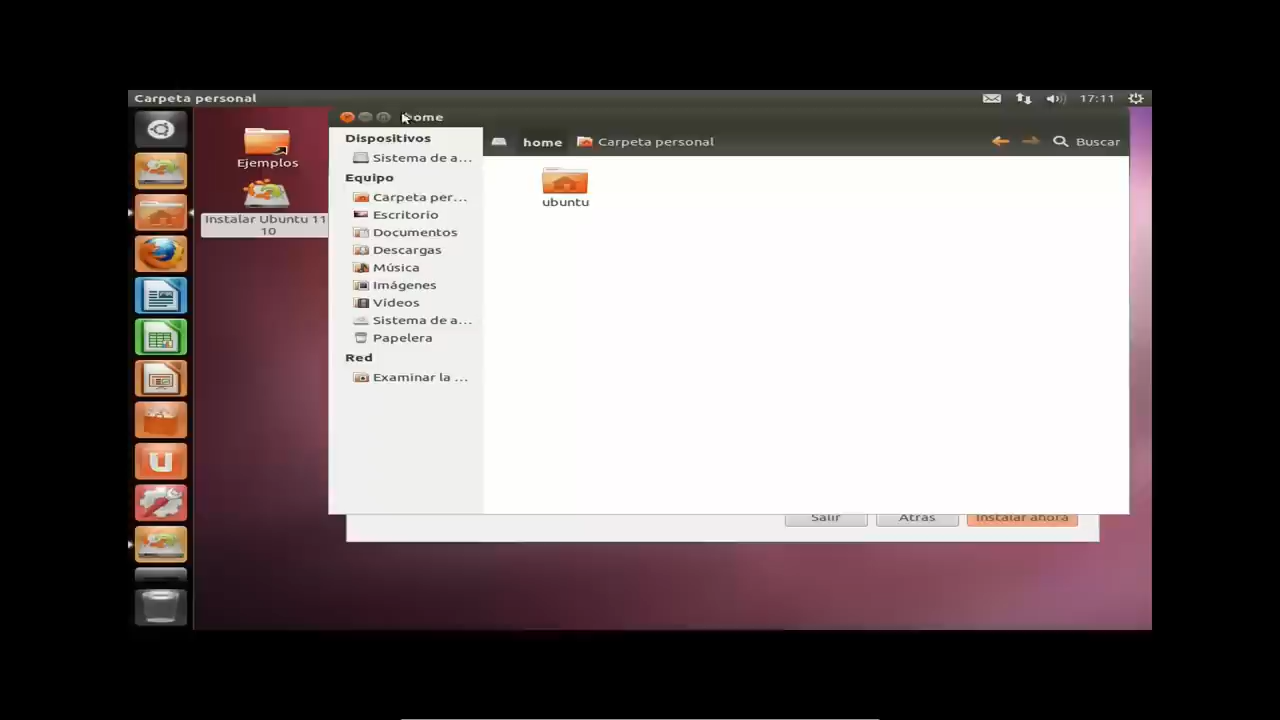 Carpeta personal
17:11
home
Ejemplos
Instalar Ubuntu 11
10
Dispositivos
Sistema de a...
Equipo
Carpeta per...
Escritorio
Documentos
Descargas
Música
Imágenes
Vídeos
Sistema de a...
Papelera
Red
Examinar la ...
home
Carpeta personal
Buscar
ubuntu
Salir
Atrás
Instalar ahora